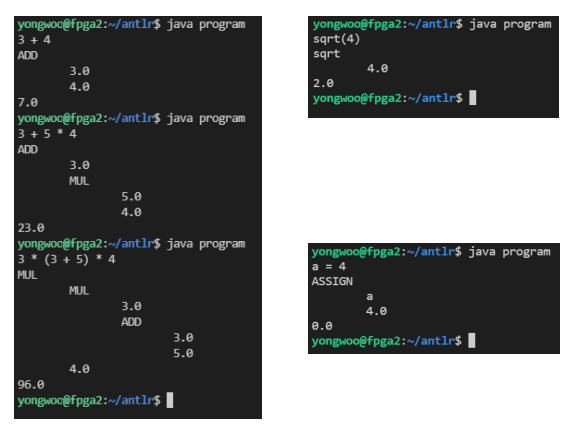 yongwoo@fpga2:~/antlr$ java program
3 + 4
ADD
3.0
4.0
7.0
yongwoo@fpga2:~/antlr$ java program
3 + 5 * 4
ADD
3.0
MUL
5.0
4.0
23.0
yongwoo@fpga2:~/antlr$ java program
3 * (3 + 5) * 4
MUL
MUL
3.0
ADD
3.0
5.0
4.0
96.0
yongwoo@fpga2:~/antlr$
yongwoo@fpga2:~/antlr$ java program
sqrt(4)
sqrt
4.0
2.0
yongwoo@fpga2:~/antlr$
yongwoo@fpga2:~/antlr$ java program
a = 4
ASSIGN
a
4.0
0.0
yongwoo@fpga2:~/antlr$